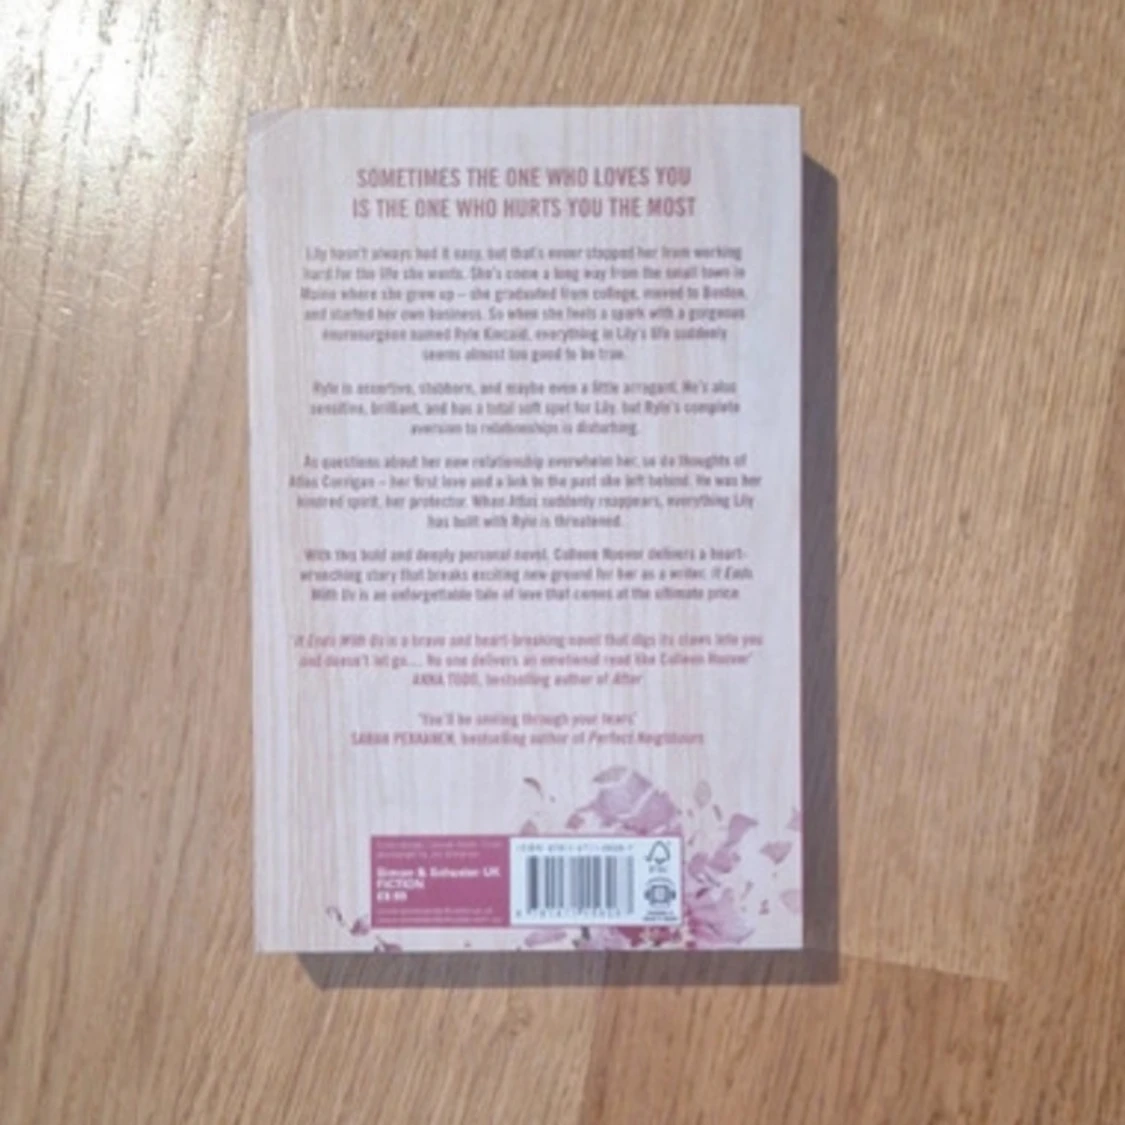 SOMETIMES THE ONE WHO LOVES YOU
IS THE ONE WHO HURTS YOU THE MOST
Lily hasn't always had it easy, but that's never stopped her from working
hard for the life she wants. She's come a long way from the small town in
Maine where she grew up – she graduated from college, moved to Boston,
and started her own business. So when she feels a spark with a gorgeous
neurosurgeon named Ryle Kincaid, everything in Lily's life suddenly
seems almost too good to be true.
Ryle is assertive, stubborn, and maybe even a little arrogant. He's also
sensitive, brilliant, and has a total soft spot for Lily, but Ryle's complete
aversion to relationships is disturbing.
As questions about her new relationship overwhelm her, so do thoughts of
Atlas Corrigan – her first love and a link to the past she left behind. He was her
kindred spirit, her protector. When Atlas suddenly reappears, everything Lily
has built with Ryle is threatened.
With this bold and deeply personal novel, Colleen Hoover delivers a heart-
wrenching story that breaks exciting new ground for her as a writer. It Ends
With Us is an unforgettable tale of love that comes at the ultimate price.
'It Ends With Us is a brave and heart-breaking novel that digs its claws into you
and doesn't let go.... No one delivers an emotional read like Colleen Hoover'
ANNA TODD, bestselling author of After
'You'll be smiling through your tears'
SARAH PEKKANEN, bestselling author of Perfect Neighbours
Simon & Schuster UK
FICTION